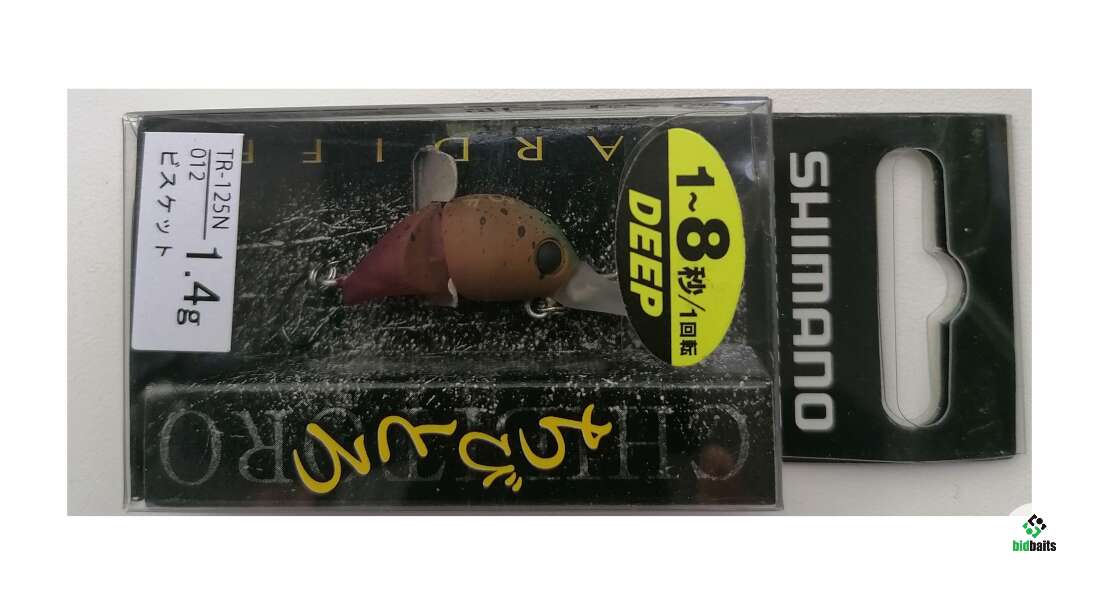 SHIMANO
1~8秒/1回転
DEEP
ARDIFF
TR-125N
012
1.4g
ビスケット
ちびとろ
CHIBITORO
bidbaits